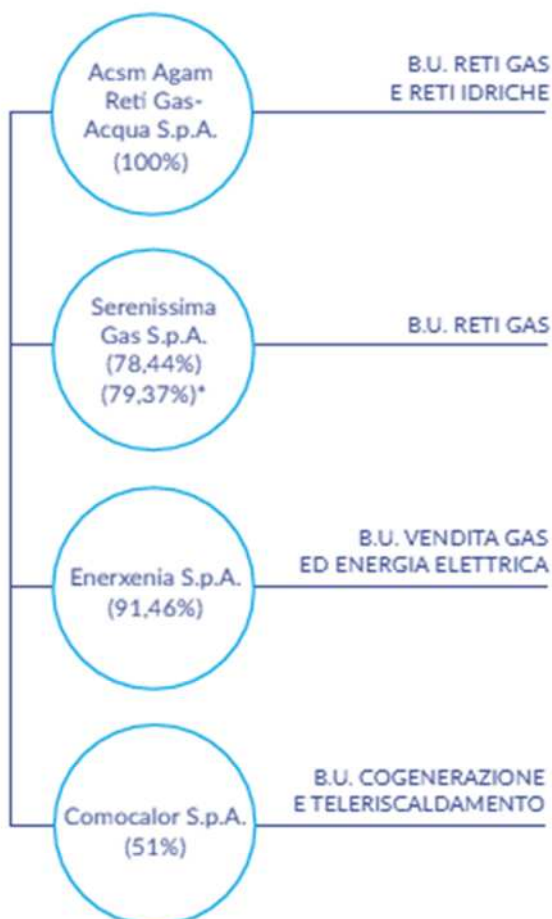 Acsm Agam
Reti Gas-
Acqua S.p.A.
(100%)
B.U. RETI GAS
E RETI IDRICHE
Serenissima
Gas S.p.A.
(78,44%)
(79,37%)*
B.U. RETI GAS
Enerxenia S.p.A.
(91,46%)
B.U. VENDITA GAS
ED ENERGIA ELETTRICA
Comocalor S.p.A.
(51%)
B.U. COGENERAZIONE
E TELERISCALDAMENTO